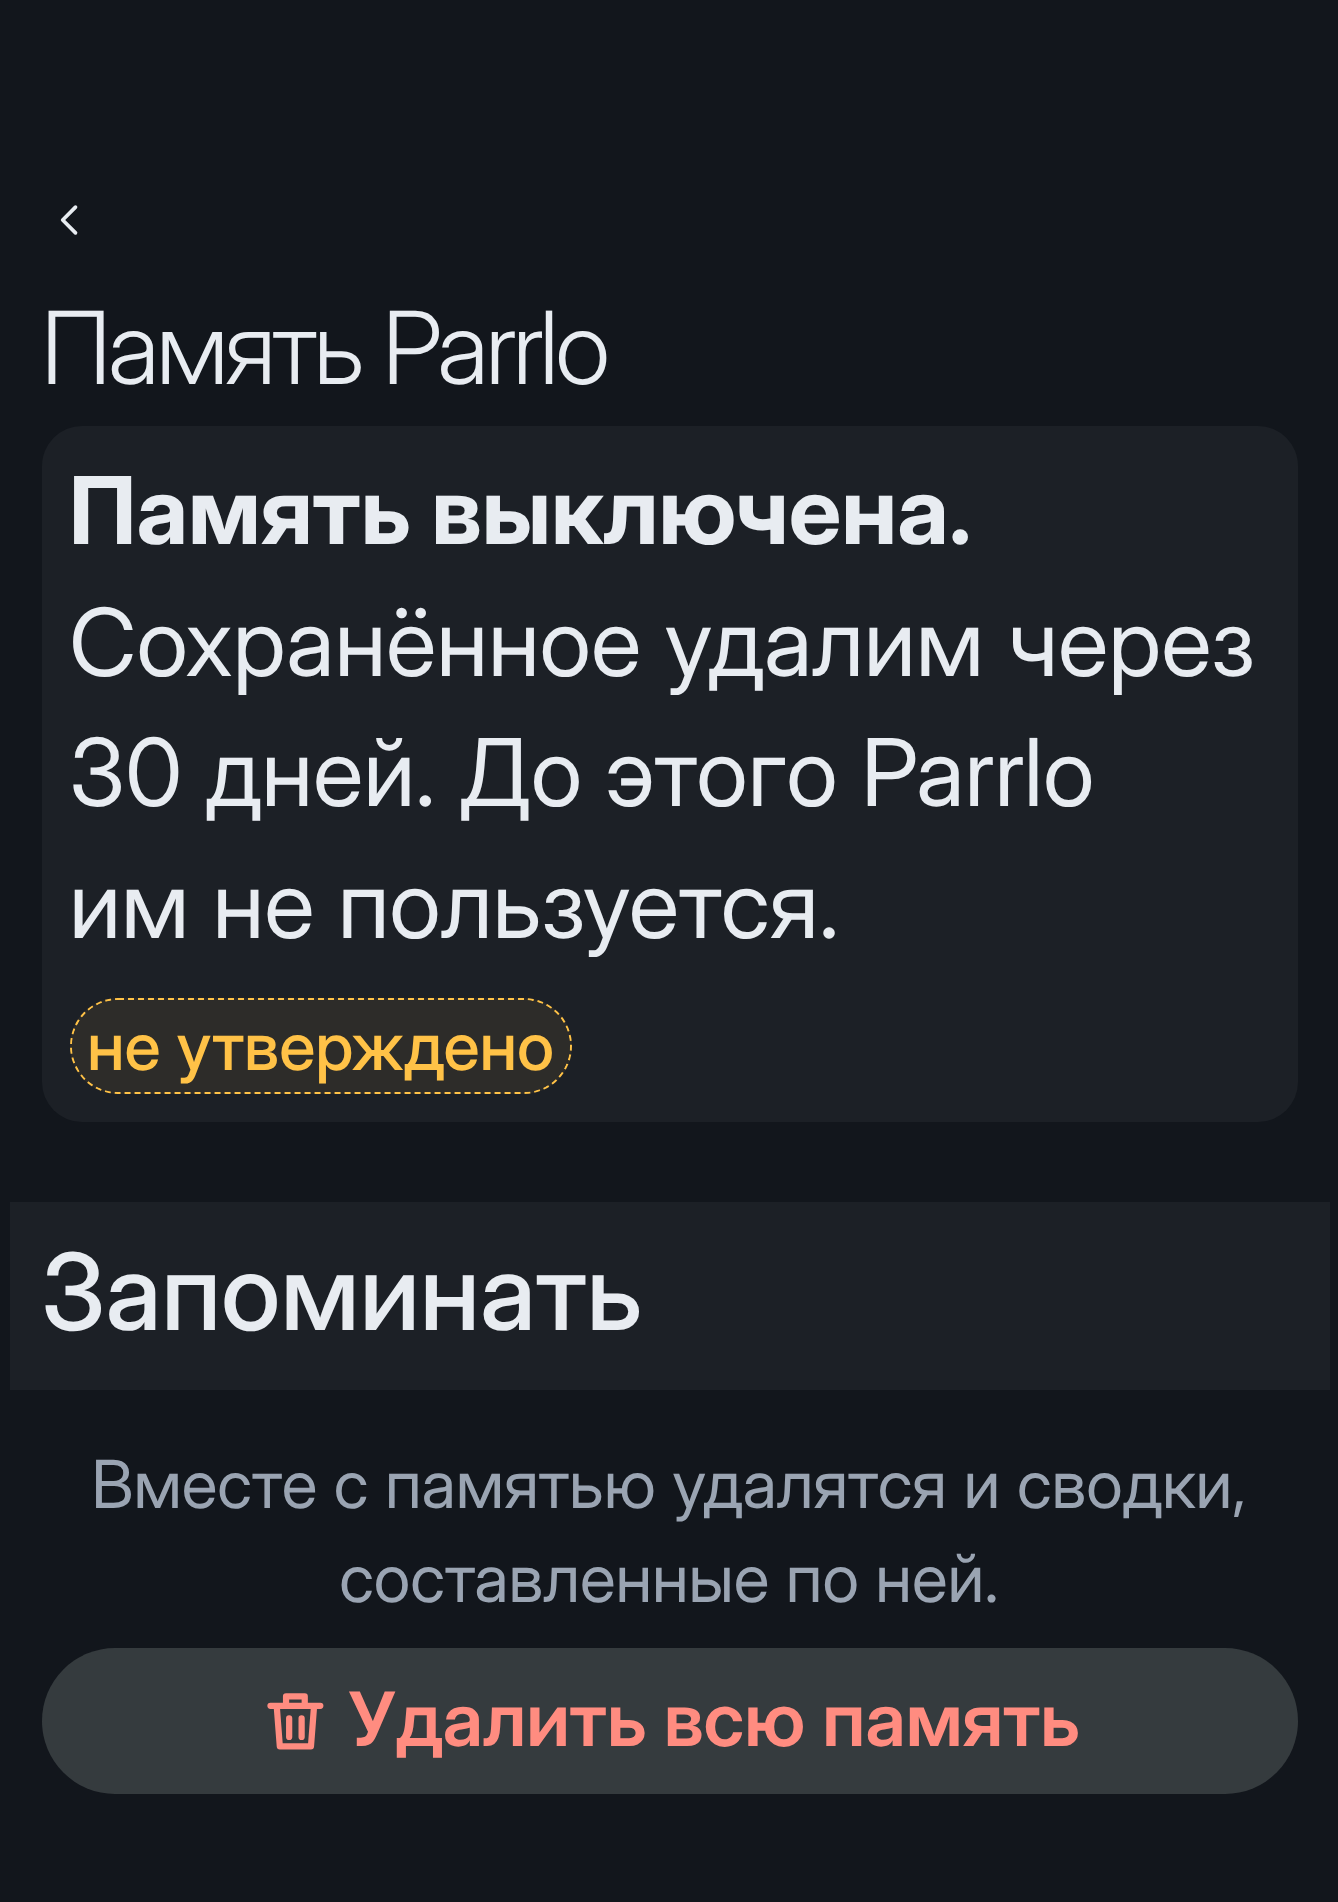 Память Parrlo
Память выключена.
Сохранённое удалим через
30 дней. До этого Parrlo
им не пользуется.
не утверждено
Запоминать
Вместе с памятью удалятся и сводки,
составленные по ней.
Удалить всю память